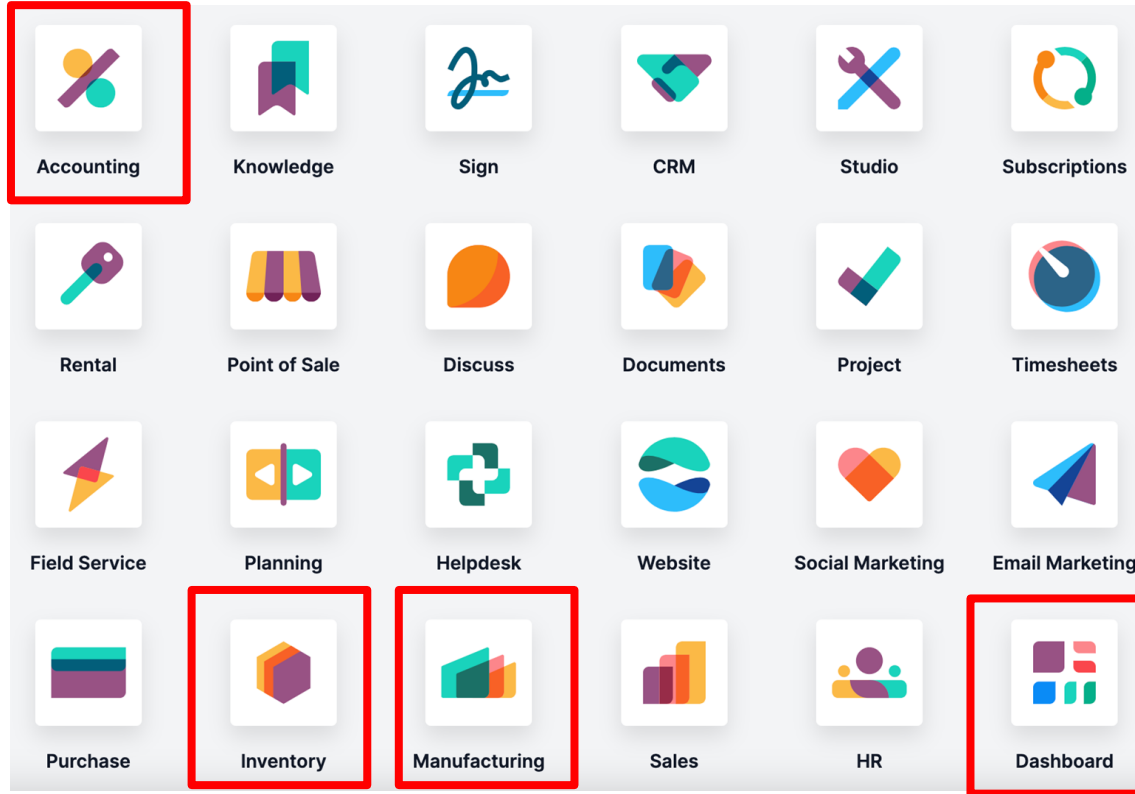 Accounting Knowledge Sign CRM Studio Subscriptions
Rental Point of Sale Discuss Documents Project Timesheets
Field Service Planning Helpdesk Website Social Marketing Email Marketing
Purchase Inventory Manufacturing Sales HR Dashboard